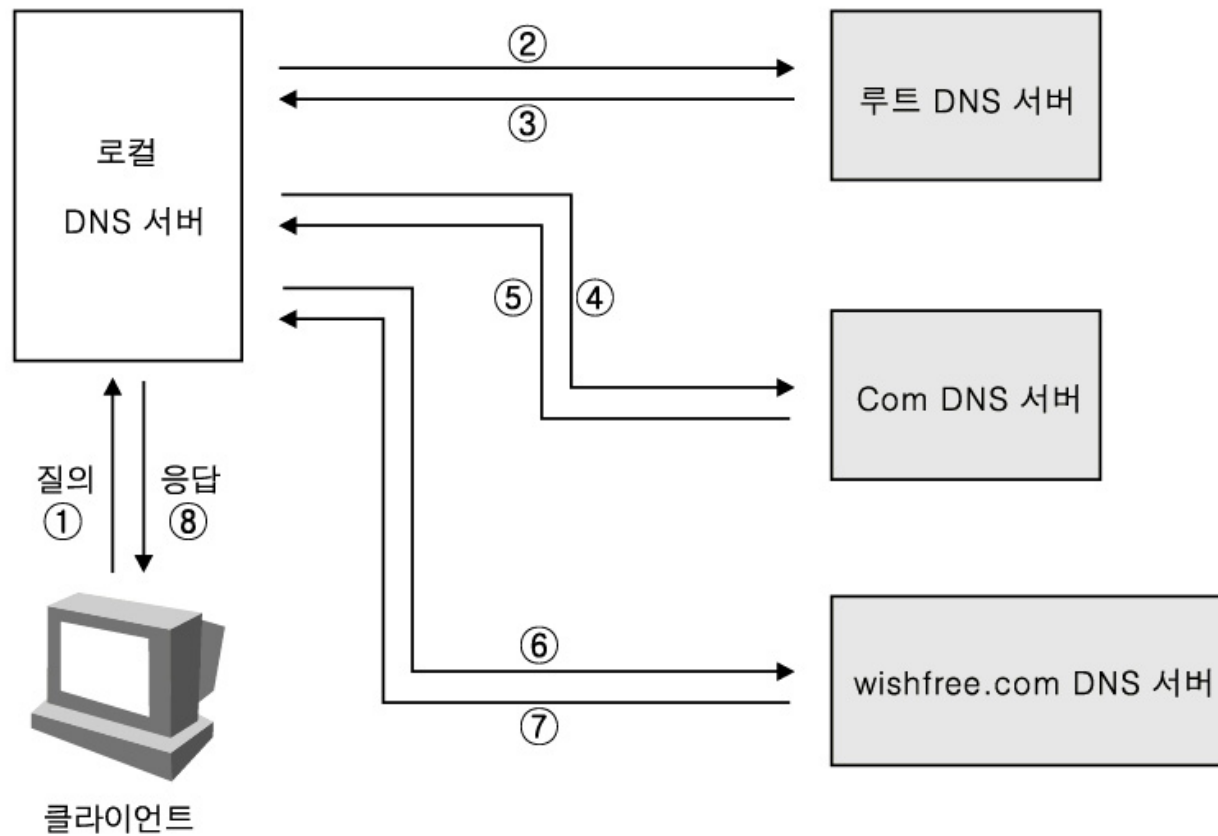 ②
루트 DNS 서버
③
로컬
DNS 서버
⑤
④
Com DNS 서버
질의
①
응답
⑧
⑥
wishfree.com DNS 서버
⑦
클라이언트